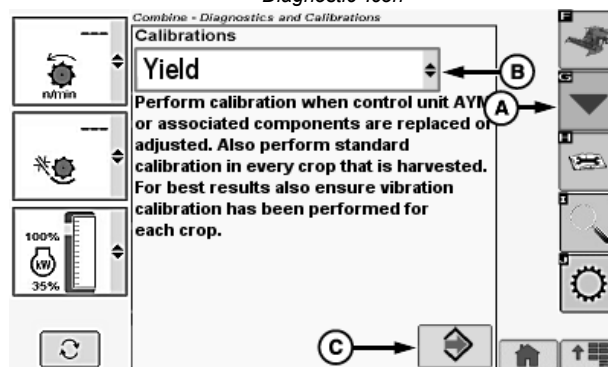 Combine - Diagnostics and Calibrations
Calibrations
Yield
Perform calibration when control unit AYM
or associated components are replaced or
adjusted. Also perform standard
calibration in every crop that is harvested.
For best results also ensure vibration
calibration has been performed for
each crop.
---
n/min
---
100%
kW
35%
F
G
H
I
A
B
C